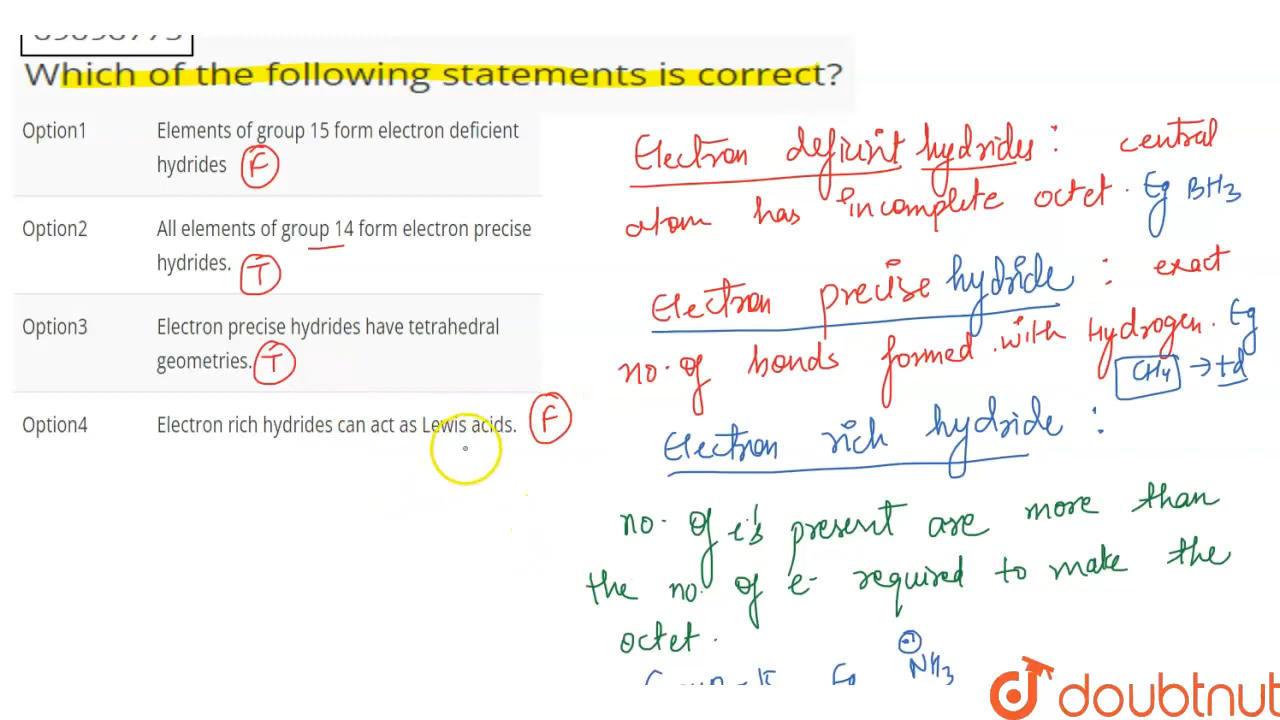 Which of the following statements is correct?
Option1 Elements of group 15 form electron deficient
hydrides F
Option2 All elements of group 14 form electron precise
hydrides. T
Option3 Electron precise hydrides have tetrahedral
geometries. T
Option4 Electron rich hydrides can act as Lewis acids. F
Electron deficint hydrides : central
atom has incomplete octet. Eg BH3
Electron precise hydride : exact
no. of bonds formed with Hydrogen. Eg
CH4 → td
Electron rich hydride :
no. of e's present are more than
the no. of e- required to make the
octet.
Eg NH3
doubtnut